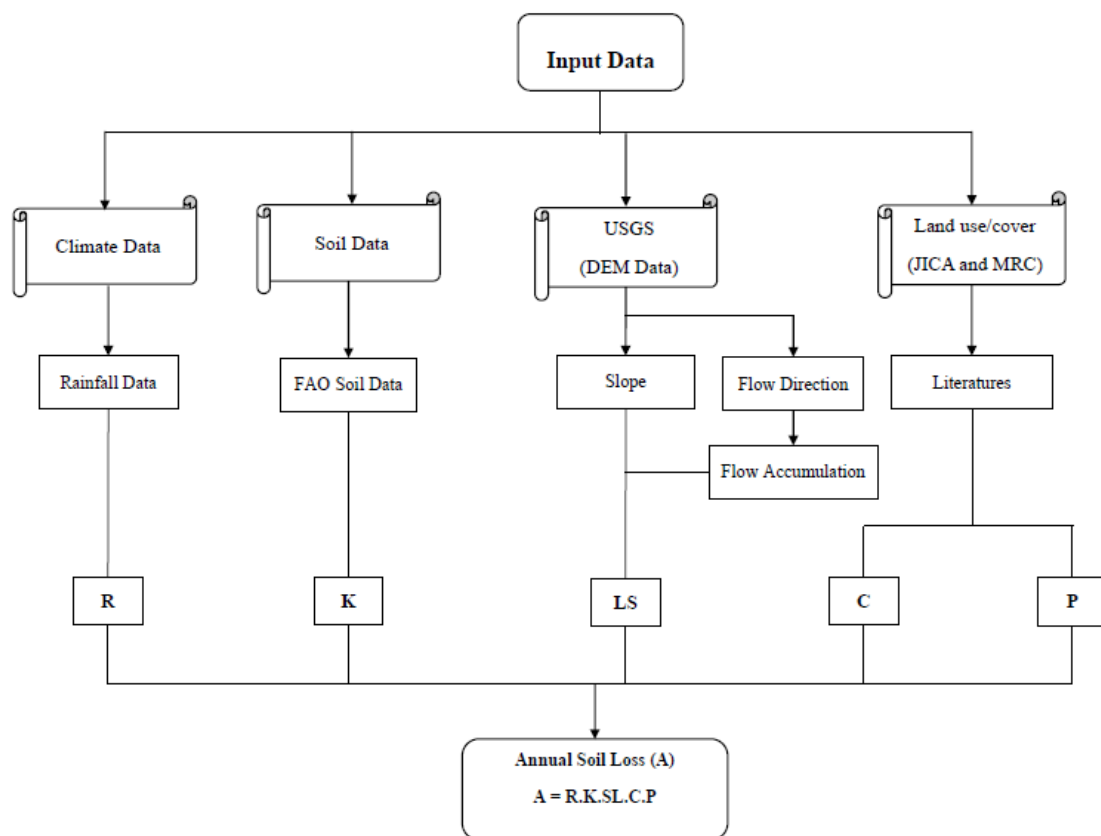 Input Data
Climate Data
Soil Data
USGS
(DEM Data)
Land use/cover
(JICA and MRC)
Rainfall Data
FAO Soil Data
Slope
Flow Direction
Literatures
Flow Accumulation
R
K
LS
C
P
Annual Soil Loss (A)
A = R.K.SL.C.P